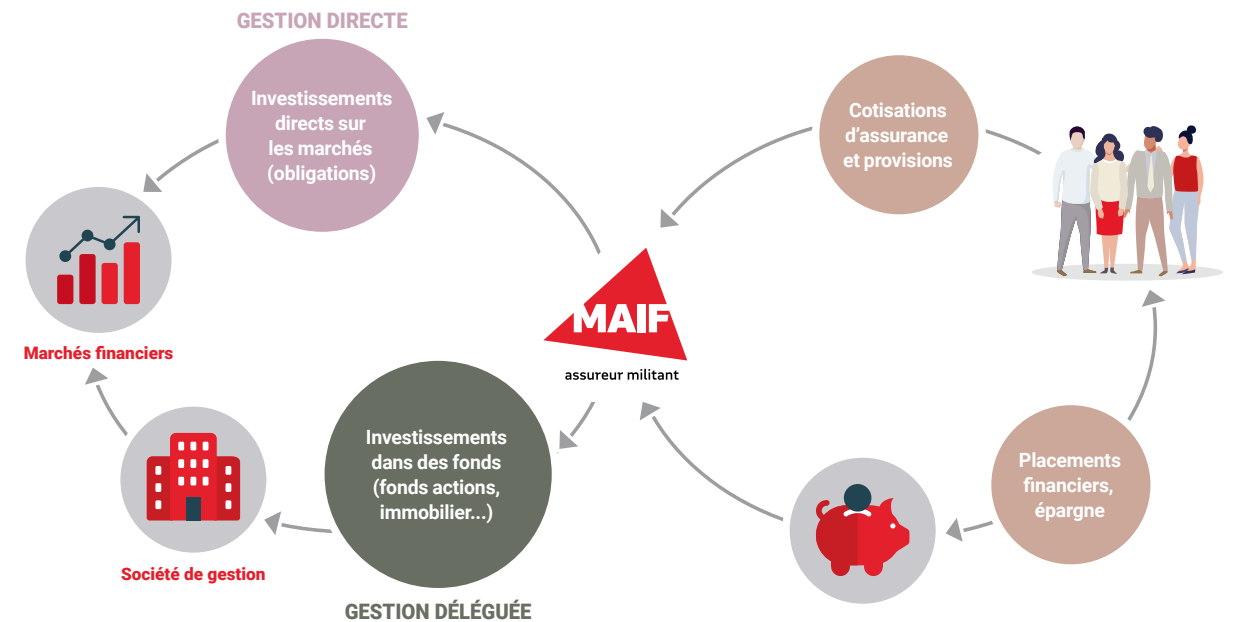 GESTION DIRECTE
Investissements
directs sur
les marchés
(obligations)
Cotisations
d'assurance
et provisions
MAIF
assureur militant
Marchés financiers
Investissements
dans des fonds
(fonds actions,
immobilier...)
Placements
financiers,
épargne
Société de gestion
GESTION DÉLÉGUÉE